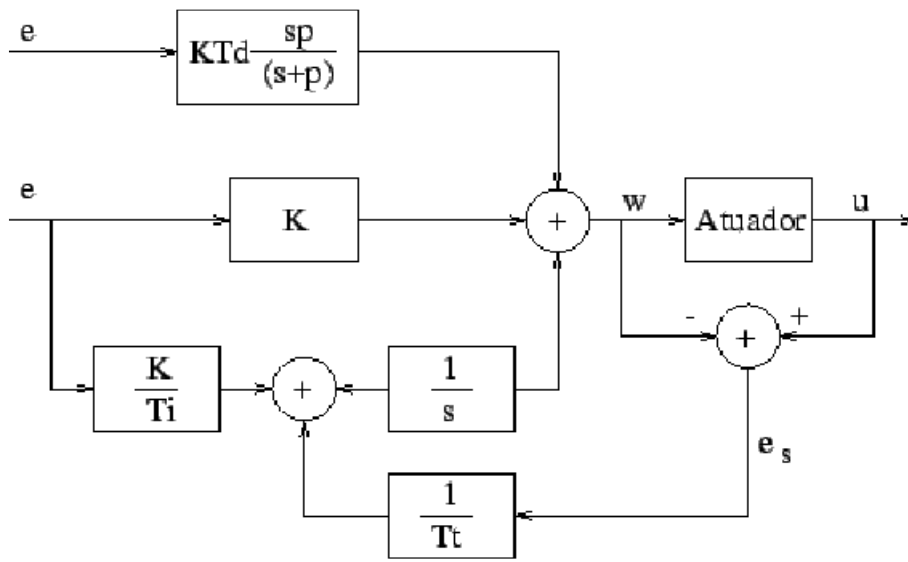 e
KTd sp
(s+p)
e
K
+
w
Atuador
u
-
+
+
K
Ti
+
1
s
e s
1
Tt